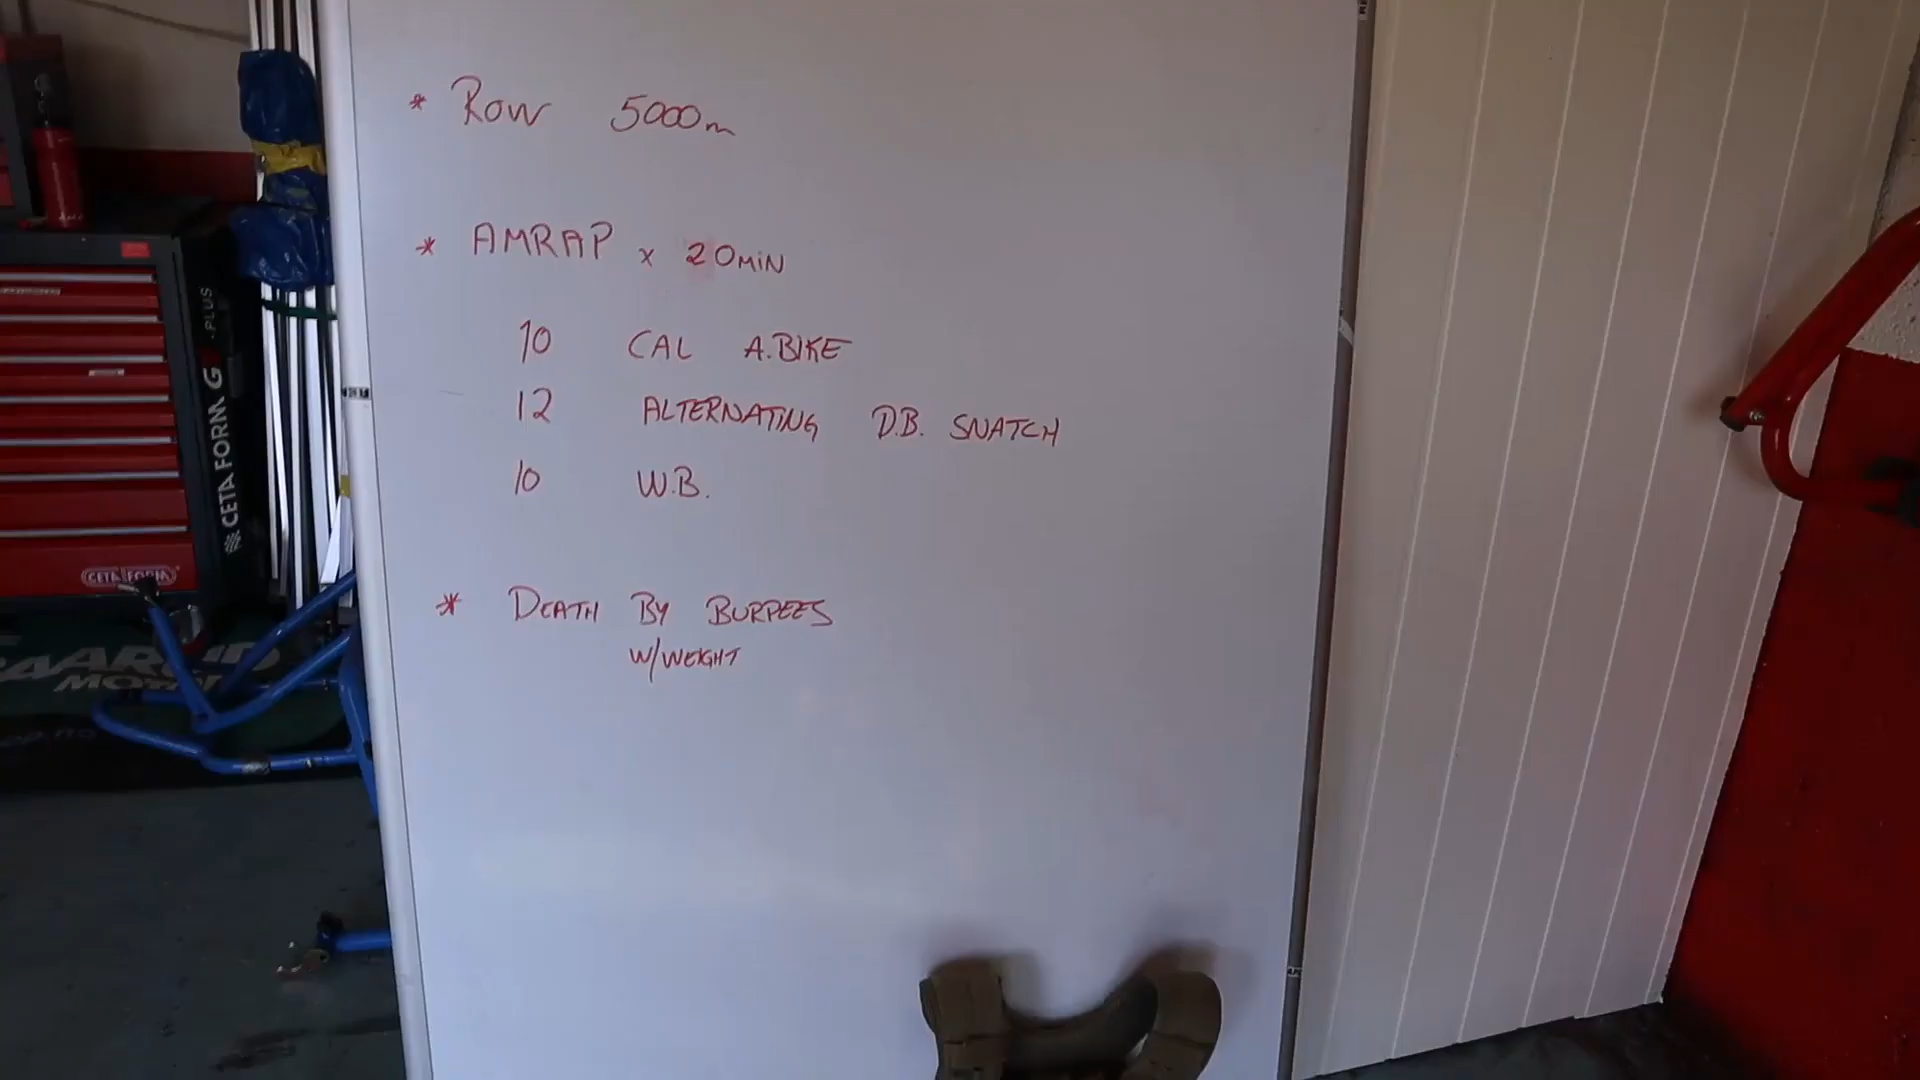 * Row 5000m
* AMRAP x 20MIN
10 CAL A.BIKE
12 ALTERNATING D.B. SNATCH
10 W.B.
* DEATH BY BURPEES
W/WEIGHT
CETA FORM G .PLUS
CETA FORM